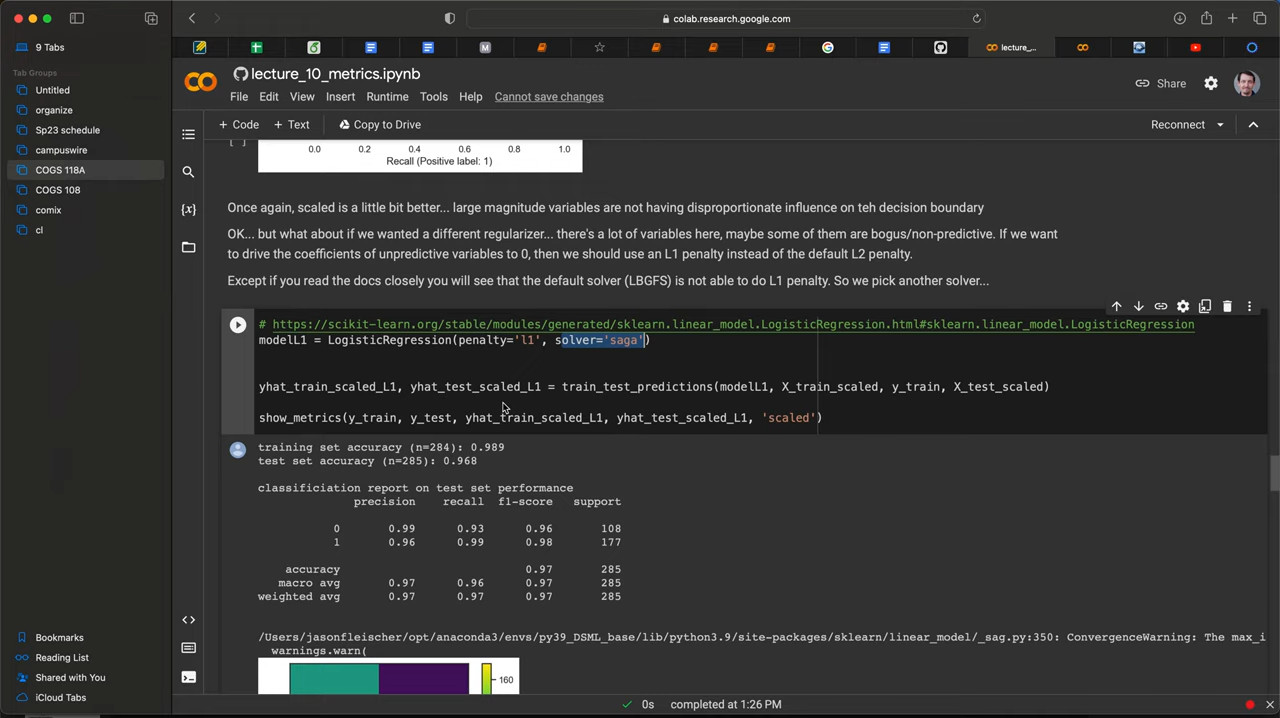 9 Tabs
colab.research.google.com
Tab Groups
Untitled
organize
Sp23 schedule
campuswire
COGS 118A
COGS 108
comix
cl
Bookmarks
Reading List
Shared with You
iCloud Tabs
lecture_...
lecture_10_metrics.ipynb
File Edit View Insert Runtime Tools Help Cannot save changes
Share
+ Code + Text Copy to Drive
Reconnect
[ ]
0.0 0.2 0.4 0.6 0.8 1.0
Recall (Positive label: 1)
Once again, scaled is a little bit better... large magnitude variables are not having disproportionate influence on teh decision boundary
OK... but what about if we wanted a different regularizer... there's a lot of variables here, maybe some of them are bogus/non-predictive. If we want
to drive the coefficients of unpredictive variables to 0, then we should use an L1 penalty instead of the default L2 penalty.
Except if you read the docs closely you will see that the default solver (LBGFS) is not able to do L1 penalty. So we pick another solver...
# https://scikit-learn.org/stable/modules/generated/sklearn.linear_model.LogisticRegression.html#sklearn.linear_model.LogisticRegression
modelL1 = LogisticRegression(penalty='l1', solver='saga')
yhat_train_scaled_L1, yhat_test_scaled_L1 = train_test_predictions(modelL1, X_train_scaled, y_train, X_test_scaled)
show_metrics(y_train, y_test, yhat_train_scaled_L1, yhat_test_scaled_L1, 'scaled')
training set accuracy (n=284): 0.989
test set accuracy (n=285): 0.968
classificiation report on test set performance
precision recall f1-score support
0 0.99 0.93 0.96 108
1 0.96 0.99 0.98 177
accuracy 0.97 285
macro avg 0.97 0.96 0.97 285
weighted avg 0.97 0.97 0.97 285
/Users/jasonfleischer/opt/anaconda3/envs/py39_DSML_base/lib/python3.9/site-packages/sklearn/linear_model/_sag.py:350: ConvergenceWarning: The max_i
warnings.warn(
160
0s completed at 1:26 PM